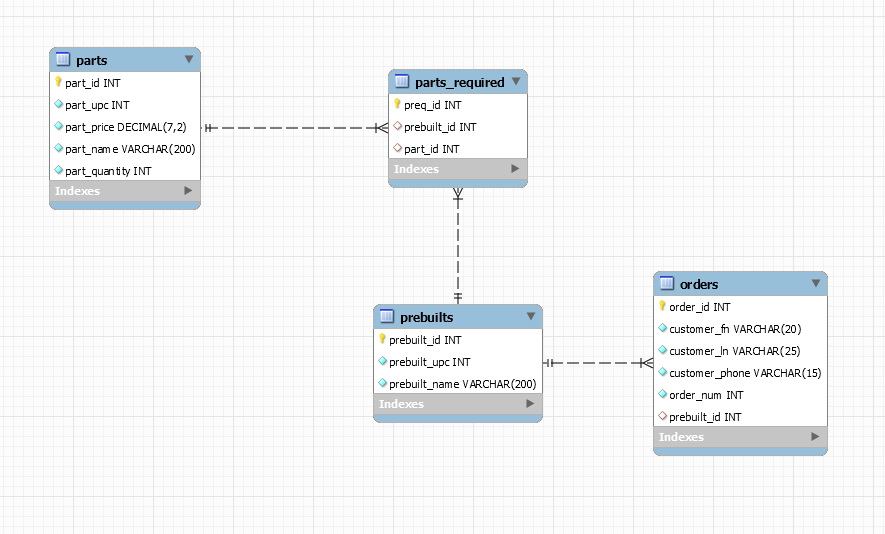 parts
part_id INT
part_upc INT
part_price DECIMAL(7,2)
part_name VARCHAR(200)
part_quantity INT
Indexes
parts_required
preq_id INT
prebuilt_id INT
part_id INT
Indexes
prebuilts
prebuilt_id INT
prebuilt_upc INT
prebuilt_name VARCHAR(200)
Indexes
orders
order_id INT
customer_fn VARCHAR(20)
customer_ln VARCHAR(25)
customer_phone VARCHAR(15)
order_num INT
prebuilt_id INT
Indexes